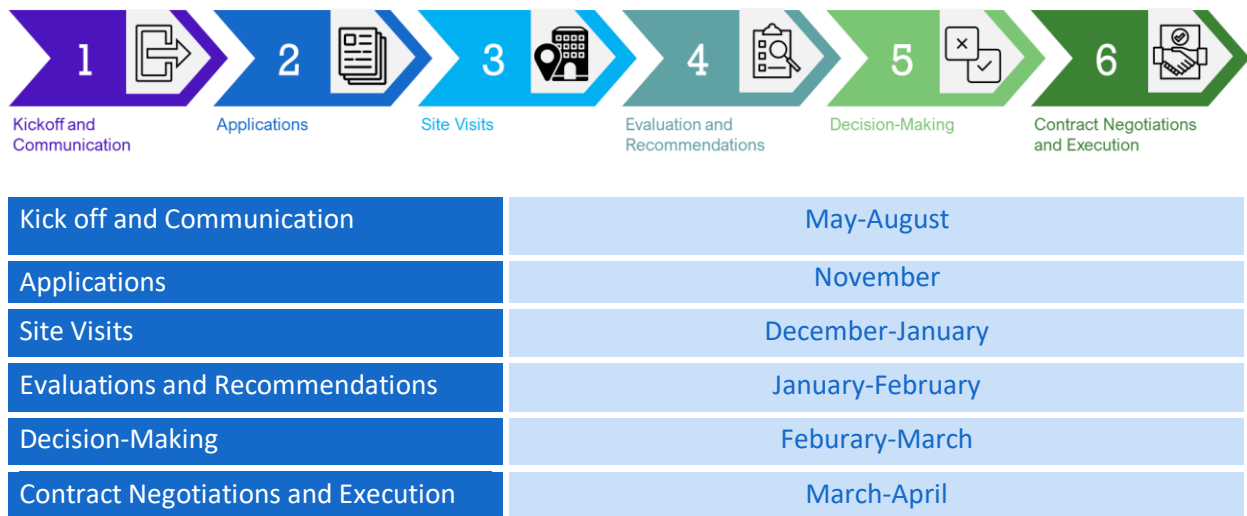 1
2
3
4
5
6
Kickoff and
Communication
Applications
Site Visits
Evaluation and
Recommendations
Decision-Making
Contract Negotiations
and Execution
Kick off and Communication May-August
Applications November
Site Visits December-January
Evaluations and Recommendations January-February
Decision-Making Feburary-March
Contract Negotiations and Execution March-April